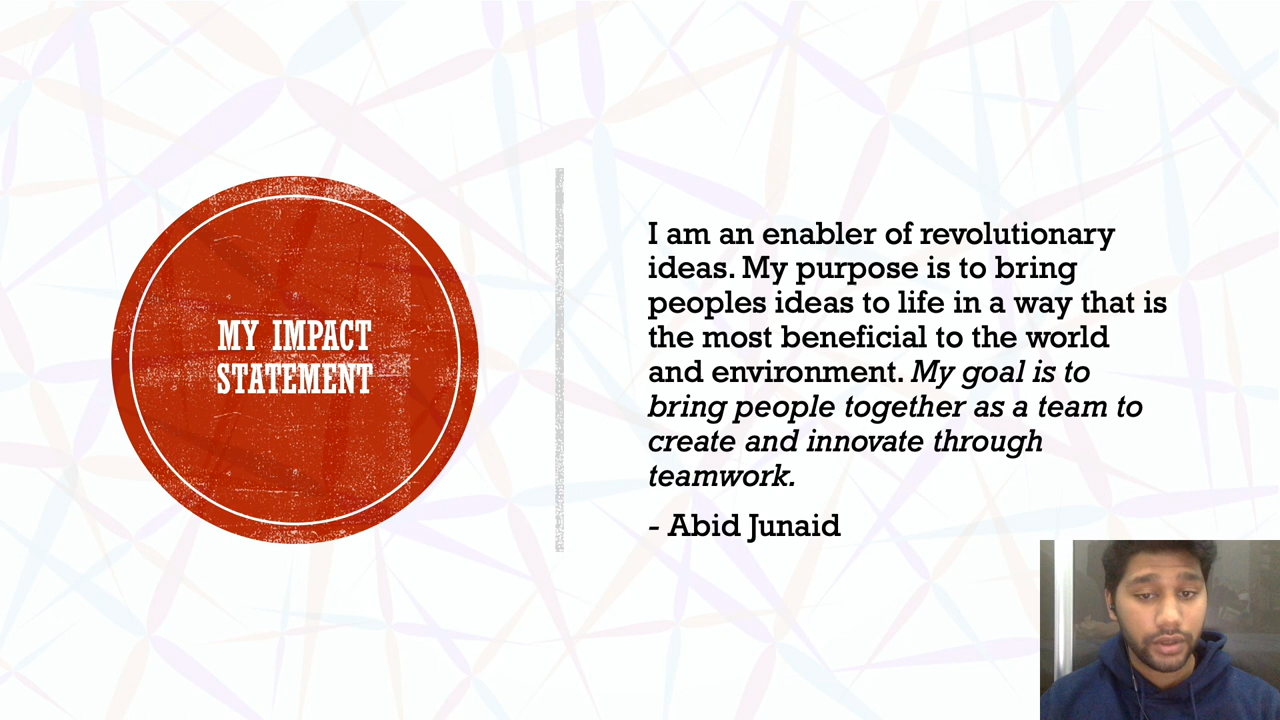 MY IMPACT
STATEMENT
I am an enabler of revolutionary
ideas. My purpose is to bring
peoples ideas to life in a way that is
the most beneficial to the world
and environment. My goal is to
bring people together as a team to
create and innovate through
teamwork.
- Abid Junaid